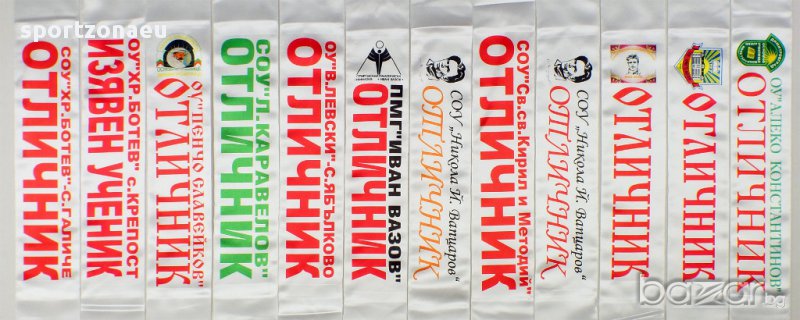 sportzonaeu
СОУ"ХР.БОТЕВ"-С.ГАЛИЧЕ
ОТЛИЧНИК
ОУ"ХР.БОТЕВ" с.КРЕПОСТ
ИЗЯВЕН УЧЕНИК
ОУ"ПЕНЧО СЛАВЕЙКОВ"
ОТЛИЧНИК
СОУ"Л.КАРАВЕЛОВ"
ОТЛИЧНИК
ОУ"В.ЛЕВСКИ"-С.ЯБЪЛКОВО
ОТЛИЧНИК
ПМГ"ИВАН ВАЗОВ"
ОТЛИЧНИК
СОУ „Никола Й. Вапцаров"
ОТЛИЧНИК
СОУ"Св.св.Кирил и Методий"
ОТЛИЧНИК
СОУ „Никола Й. Вапцаров"
ОТЛИЧНИК
ОТЛИЧНИК
ОТЛИЧНИК
ОУ"АЛЕКО КОНСТАНТИНОВ"
ОТЛИЧНИК
bazar.bg